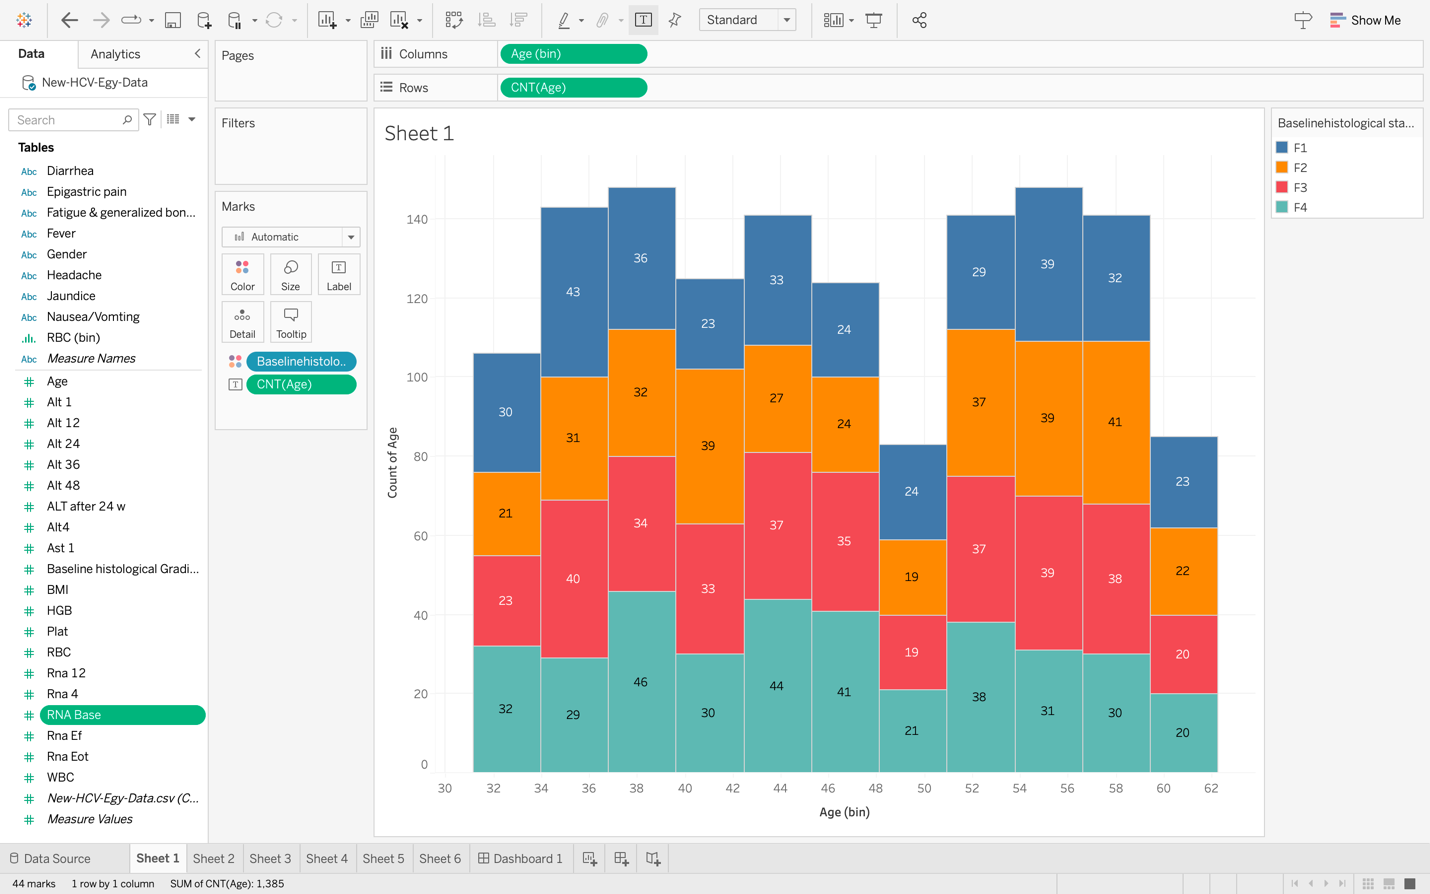 Standard
Show Me
Data
Analytics
New-HCV-Egy-Data
Search
Tables
Abc Diarrhea
Abc Epigastric pain
Abc Fatigue & generalized bon...
Abc Fever
Abc Gender
Abc Headache
Abc Jaundice
Abc Nausea/Vomting
RBC (bin)
Abc Measure Names
# Age
# Alt 1
# Alt 12
# Alt 24
# Alt 36
# Alt 48
# ALT after 24 w
# Alt4
# Ast 1
# Baseline histological Gradi...
# BMI
# HGB
# Plat
# RBC
# Rna 12
# Rna 4
# RNA Base
# Rna Ef
# Rna Eot
# WBC
# New-HCV-Egy-Data.csv (C...
# Measure Values
Pages
Filters
Marks
Automatic
Color Size Label
Detail Tooltip
Baselinehistolo..
T CNT(Age)
Columns Age (bin)
Rows CNT(Age)
Sheet 1
Count of Age
140
120
100
80
60
40
20
0
30 21 23 32
43 31 40 29
36 32 34 46
23 39 33 30
33 27 37 44
24 24 35 41
24 19 19 21
29 37 37 38
39 39 39 31
32 41 38 30
23 22 20 20
30 32 34 36 38 40 42 44 46 48 50 52 54 56 58 60 62
Age (bin)
Baselinehistological sta...
F1
F2
F3
F4
Data Source Sheet 1 Sheet 2 Sheet 3 Sheet 4 Sheet 5 Sheet 6 Dashboard 1
44 marks 1 row by 1 column SUM of CNT(Age): 1,385